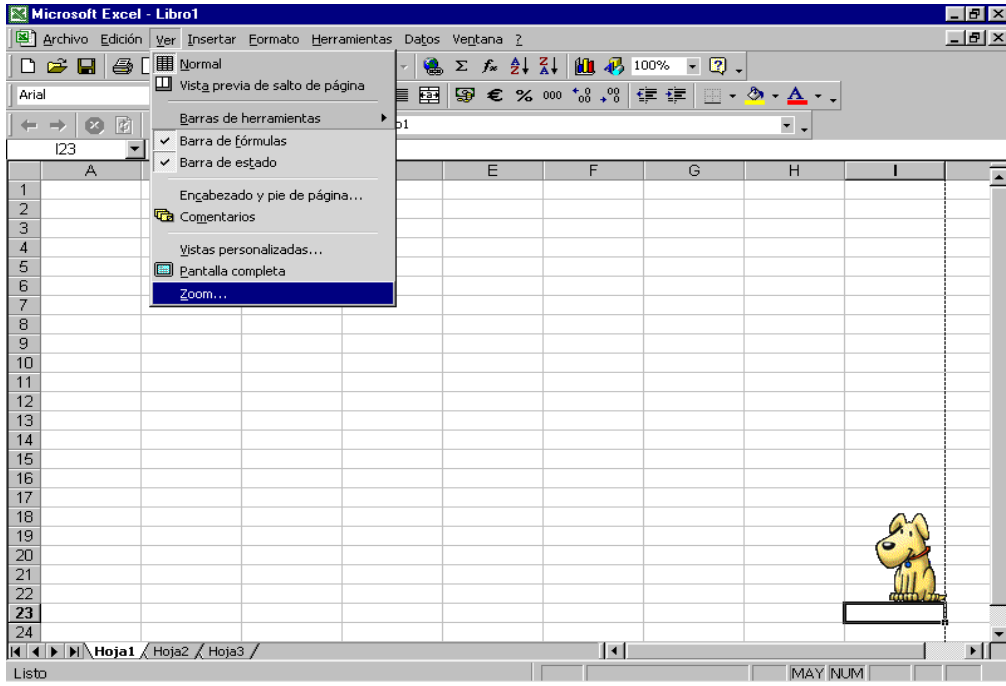 Microsoft Excel - Libro1
Archivo Edición Ver Insertar Formato Herramientas Datos Ventana ?
Normal
100%
Vista previa de salto de página
Arial
€ % 000
Barras de herramientas
Barra de fórmulas
I23
Barra de estado
A E F G H I
Encabezado y pie de página...
Comentarios
Vistas personalizadas...
Pantalla completa
Zoom...
1
2
3
4
5
6
7
8
9
10
11
12
13
14
15
16
17
18
19
20
21
22
23
24
Hoja1 Hoja2 Hoja3
Listo MAY NUM